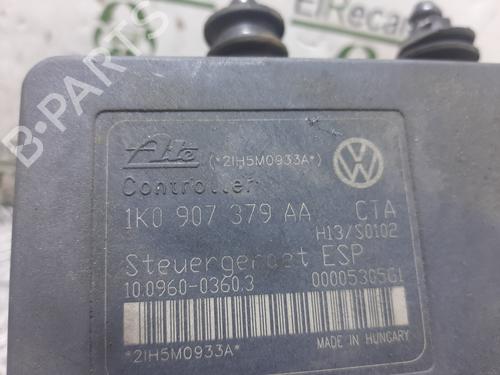 ElRecam
B-PARTS
Ate (*2IH5M0933A*)
Controller
1K0 907 379 AA CTA
H13/S0102
Steuergeraet ESP
10.0960-0360.3 00005305G1
*2IH5M0933A* MADE IN HUNGARY